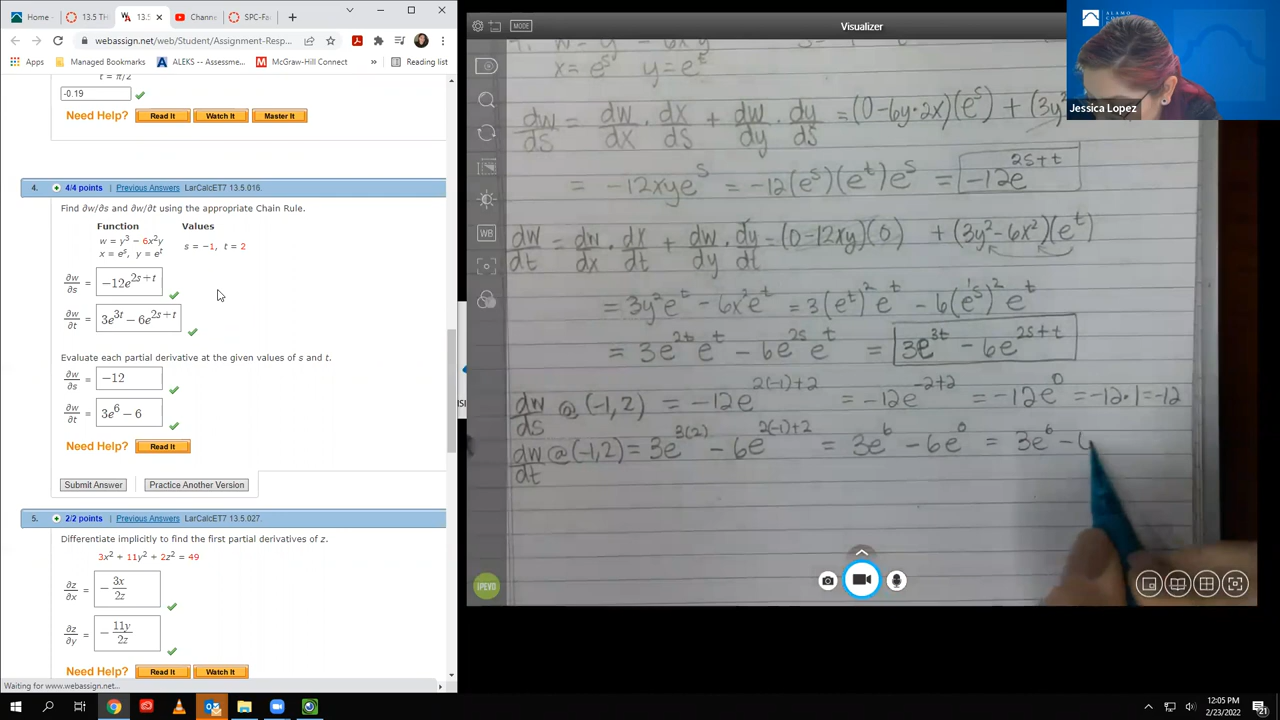 Home -
13.5 TH
13.5
Channi
SPC-Fa
webassign.net/web/Student/Assignment-Resp...
Apps
Managed Bookmarks
ALEKS -- Assessme...
McGraw-Hill Connect
Reading list
t = π/2
-0.19
Need Help? Read It Watch It Master It
4. 4/4 points Previous Answers LarCalcET7 13.5.016.
Find ∂w/∂s and ∂w/∂t using the appropriate Chain Rule.
Function Values
w = y³ − 6x²y
s = −1, t = 2
x = eˢ, y = eᵗ
∂w/∂s = −12e^(2s+t)
∂w/∂t = 3e^(3t) − 6e^(2s+t)
Evaluate each partial derivative at the given values of s and t.
∂w/∂s = −12
∂w/∂t = 3e⁶ − 6
Need Help? Read It
Submit Answer Practice Another Version
5. 2/2 points Previous Answers LarCalcET7 13.5.027.
Differentiate implicitly to find the first partial derivatives of z.
3x² + 11y² + 2z² = 49
∂z/∂x = −3x/2z
∂z/∂y = −11y/2z
Need Help? Read It Watch It
Waiting for www.webassign.net...
MODE
Visualizer
ALAMO
Jessica Lopez
WB
x = eˢ y = eᵗ
dw/ds = dw/dx · dx/ds + dw/dy · dy/ds = (0−6y·2x)(eˢ) + (3y²
= −12xyeˢ = −12(eˢ)(eᵗ)eˢ = −12e^(2s+t)
dw/dt = dw/dx · dx/dt + dw/dy · dy/dt = (0−12xy)(0) + (3y²−6x²)(eᵗ)
= 3y²eᵗ − 6x²eᵗ = 3(eᵗ)²eᵗ − 6(eˢ)²eᵗ
= 3e^(2t)eᵗ − 6e^(2s)eᵗ = 3e^(3t) − 6e^(2s+t)
dw/ds @ (−1,2) = −12e^(2(−1)+2) = −12e^(−2+2) = −12e⁰ = −12·1 = −12
dw/dt @ (−1,2) = 3e^(3(2)) − 6e^(2(−1)+2) = 3e⁶ − 6e⁰ = 3e⁶ − 6
IPEVO
12:05 PM
2/23/2022
21